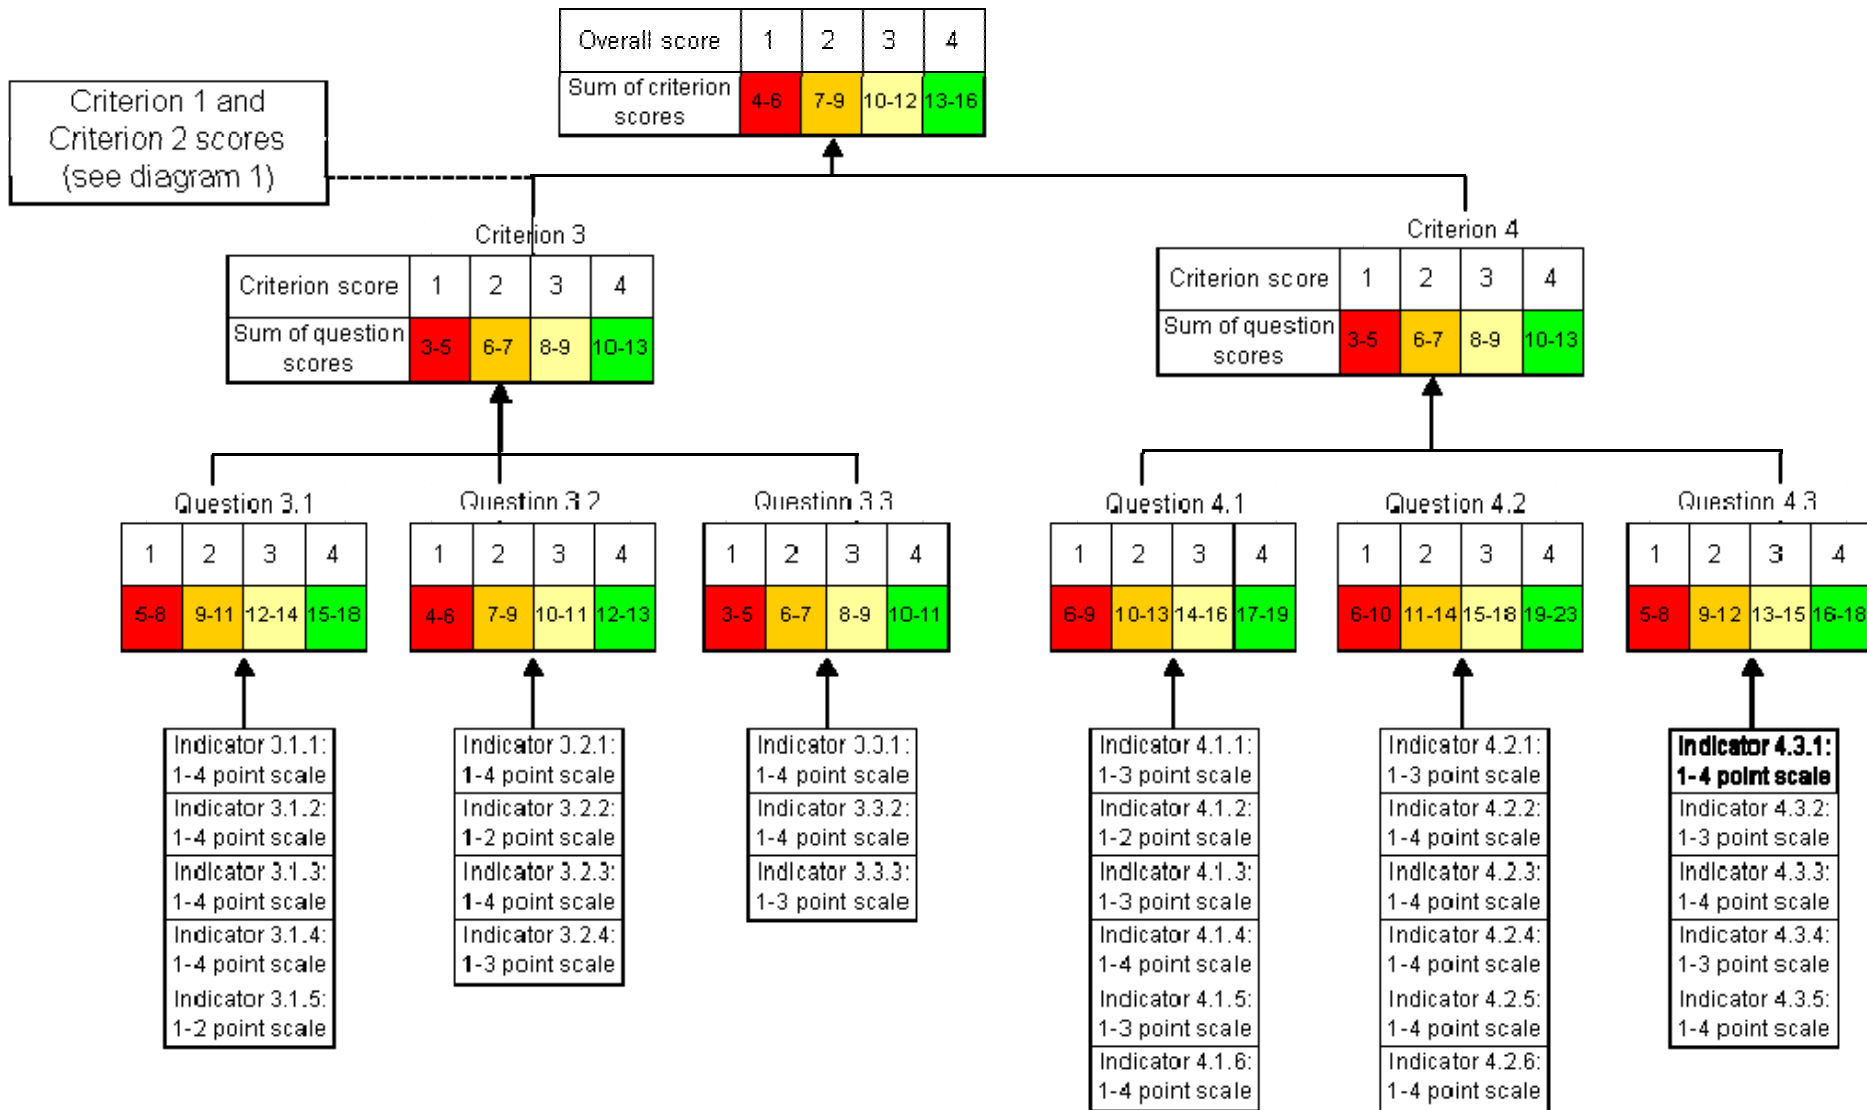 Overall score 1 2 3 4
Sum of criterion
scores
4-6 7-9 10-12 13-16
Criterion 1 and
Criterion 2 scores
(see diagram 1)
Criterion 3
Criterion score 1 2 3 4
Sum of question
scores
3-5 6-7 8-9 10-13
Criterion 4
Criterion score 1 2 3 4
Sum of question
scores
3-5 6-7 8-9 10-13
Question 3.1
1 2 3 4
5-8 9-11 12-14 15-18
Indicator 3.1.1:
1-4 point scale
Indicator 3.1.2:
1-4 point scale
Indicator 3.1.3:
1-4 point scale
Indicator 3.1.4:
1-4 point scale
Indicator 3.1.5:
1-2 point scale
Question 3.2
1 2 3 4
4-6 7-9 10-11 12-13
Indicator 3.2.1:
1-4 point scale
Indicator 3.2.2:
1-2 point scale
Indicator 3.2.3:
1-4 point scale
Indicator 3.2.4:
1-3 point scale
Question 3.3
1 2 3 4
3-5 6-7 8-9 10-11
Indicator 3.3.1:
1-4 point scale
Indicator 3.3.2:
1-4 point scale
Indicator 3.3.3:
1-3 point scale
Question 4.1
1 2 3 4
6-9 10-13 14-16 17-19
Indicator 4.1.1:
1-3 point scale
Indicator 4.1.2:
1-2 point scale
Indicator 4.1.3:
1-3 point scale
Indicator 4.1.4:
1-4 point scale
Indicator 4.1.5:
1-3 point scale
Indicator 4.1.6:
1-4 point scale
Question 4.2
1 2 3 4
6-10 11-14 15-18 19-23
Indicator 4.2.1:
1-3 point scale
Indicator 4.2.2:
1-4 point scale
Indicator 4.2.3:
1-4 point scale
Indicator 4.2.4:
1-4 point scale
Indicator 4.2.5:
1-4 point scale
Indicator 4.2.6:
1-4 point scale
Question 4.3
1 2 3 4
5-8 9-12 13-15 16-18
Indicator 4.3.1:
1-4 point scale
Indicator 4.3.2:
1-3 point scale
Indicator 4.3.3:
1-4 point scale
Indicator 4.3.4:
1-3 point scale
Indicator 4.3.5:
1-4 point scale